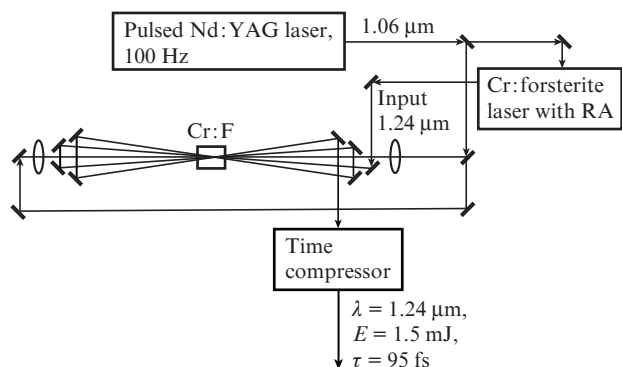 Pulsed Nd:YAG laser,
100 Hz
1.06 µm
Cr:forsterite
laser with RA
Input
1.24 µm
Cr:F
Time
compressor
λ = 1.24 µm,
E = 1.5 mJ,
τ = 95 fs